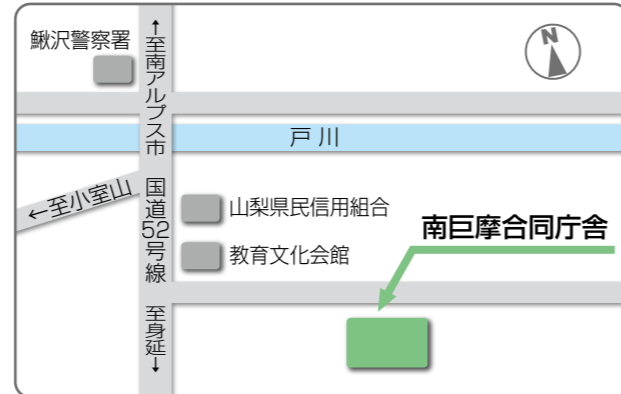 鰍沢警察署
↑至南アルプス市
N
戸川
←至小室山
国道52号線
山梨県民信用組合
教育文化会館
南巨摩合同庁舎
至身延↓